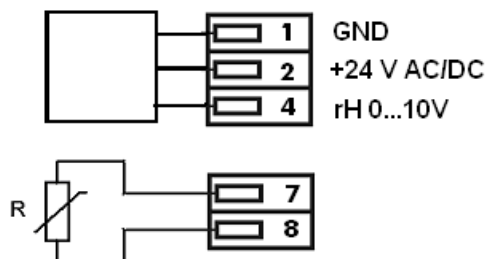 1 GND
2 +24 V AC/DC
4 rH 0...10V
7
R
8